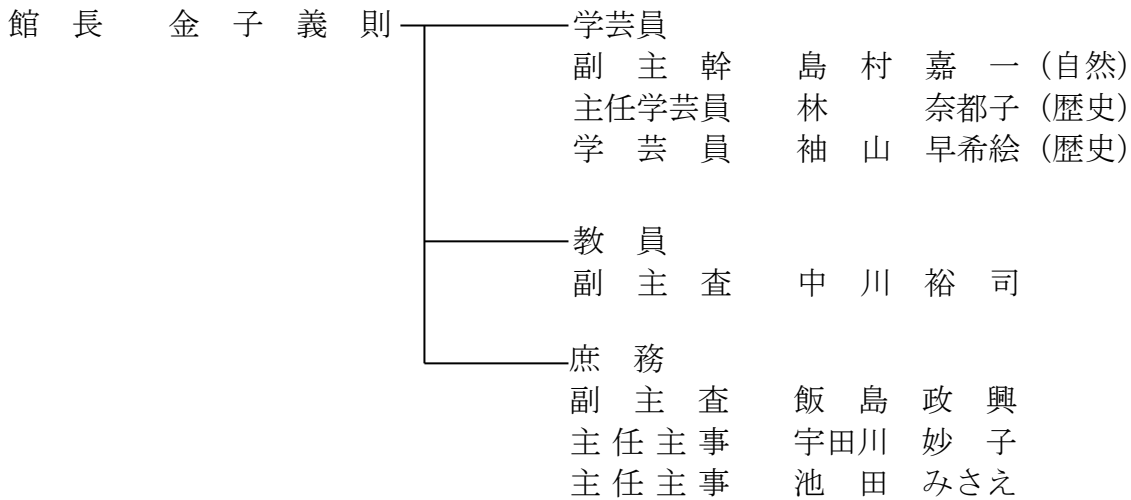 館　長　　金　子　義　則　学芸員
副　主　幹　　島　村　嘉　一（自然）
主任学芸員　　林　　　奈都子（歴史）
学　芸　員　　袖　山　早希絵（歴史）
教　員
副　主　査　　中　川　裕　司
庶　務
副　主　査　　飯　島　政　興
主 任 主 事　　宇田川　妙　子
主 任 主 事　　池　田　みさえ